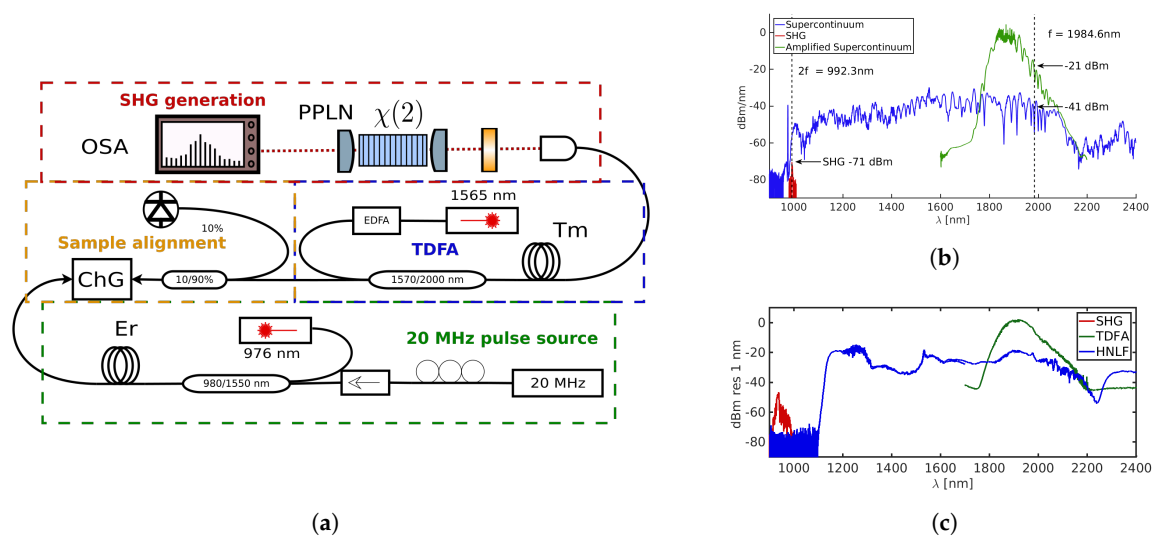 SHG generation
OSA
PPLN
χ(2)
1565 nm
EDFA
10%
Tm
Sample alignment
TDFA
ChG
10/90%
1570/2000 nm
Er
976 nm
20 MHz pulse source
980/1550 nm
20 MHz
(a)
Supercontinuum
SHG
Amplified Supercontinuum
f = 1984.6nm
2f = 992.3nm
-21 dBm
-41 dBm
SHG -71 dBm
dBm/nm
0
-20
-40
-60
-80
1000 1200 1400 1600 1800 2000 2200 2400
λ [nm]
(b)
SHG
TDFA
HNLF
dBm res 1 nm
0
-20
-40
-60
-80
1000 1200 1400 1600 1800 2000 2200 2400
λ [nm]
(c)